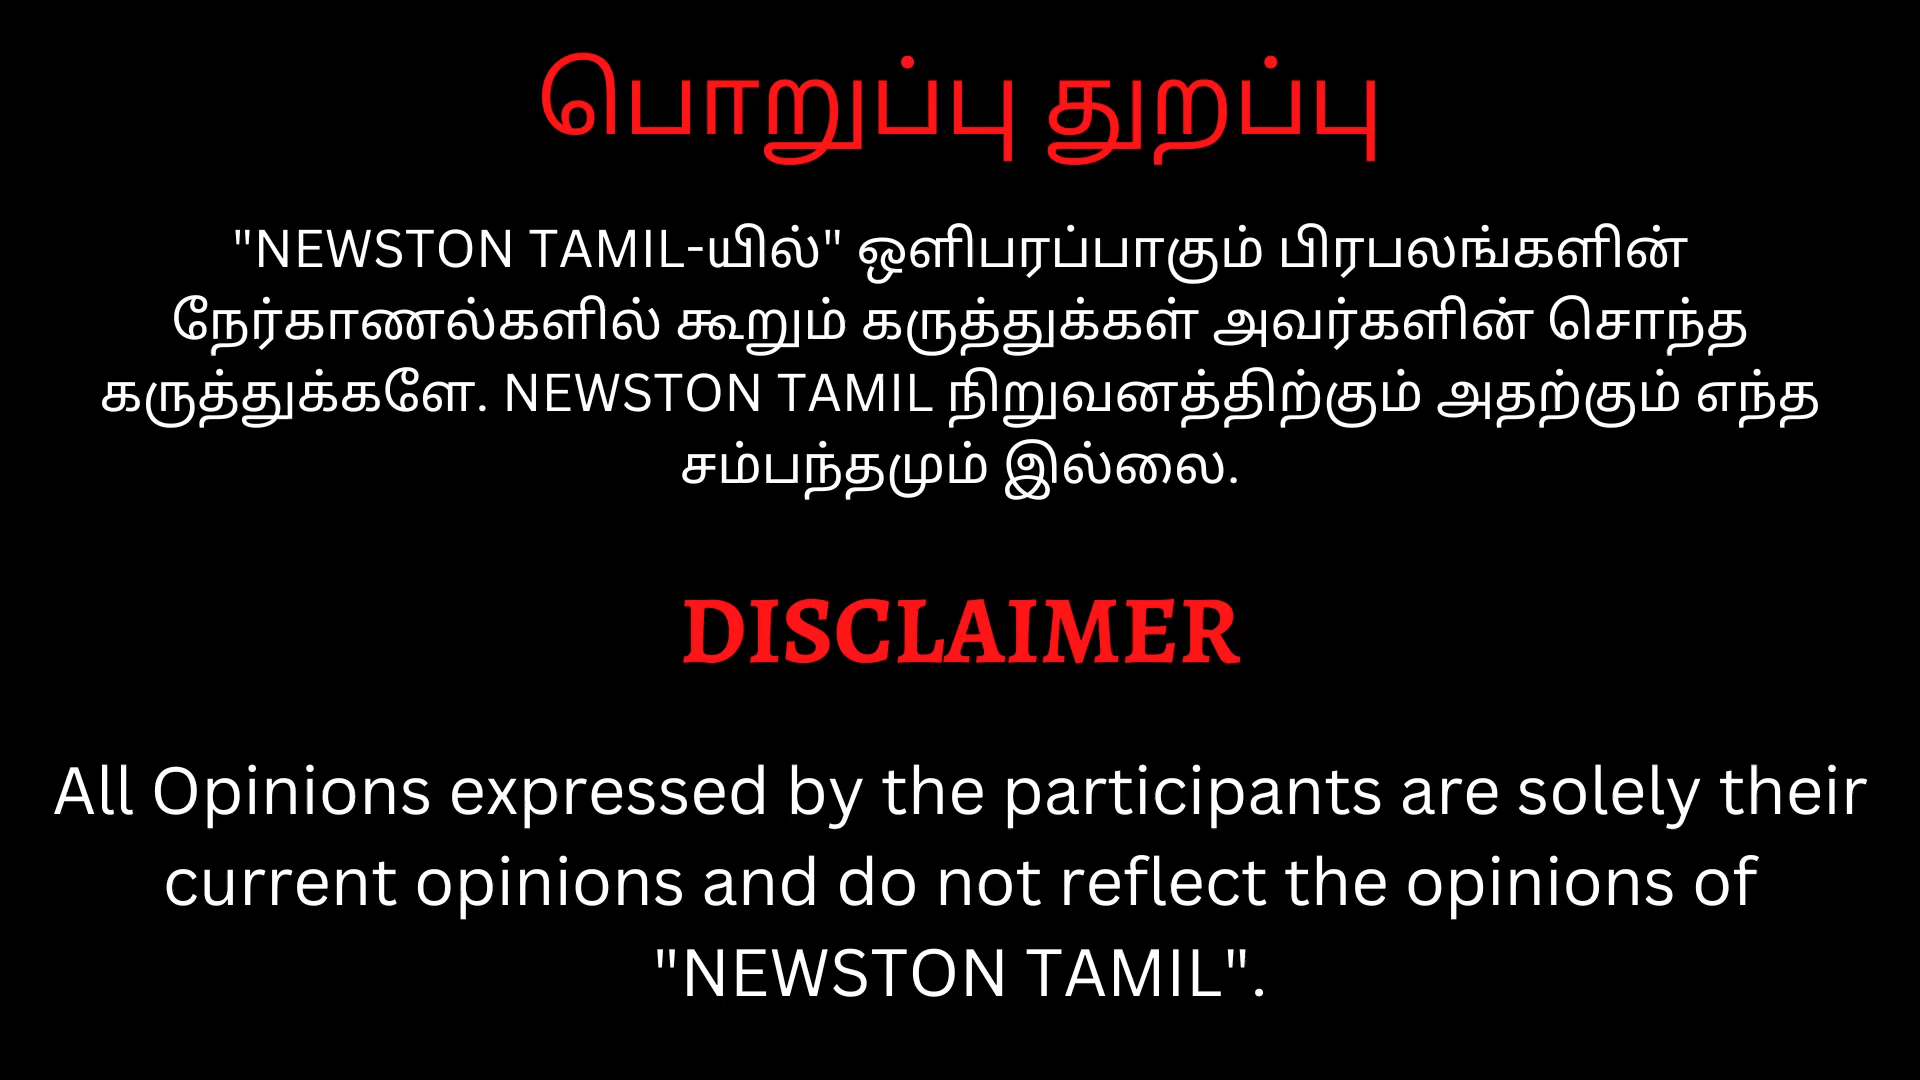 பொறுப்பு துறப்பு
"NEWSTON TAMIL-யில்" ஒளிபரப்பாகும் பிரபலங்களின்
நேர்காணல்களில் கூறும் கருத்துக்கள் அவர்களின் சொந்த
கருத்துக்களே. NEWSTON TAMIL நிறுவனத்திற்கும் அதற்கும் எந்த
சம்பந்தமும் இல்லை.
DISCLAIMER
All Opinions expressed by the participants are solely their
current opinions and do not reflect the opinions of
"NEWSTON TAMIL".